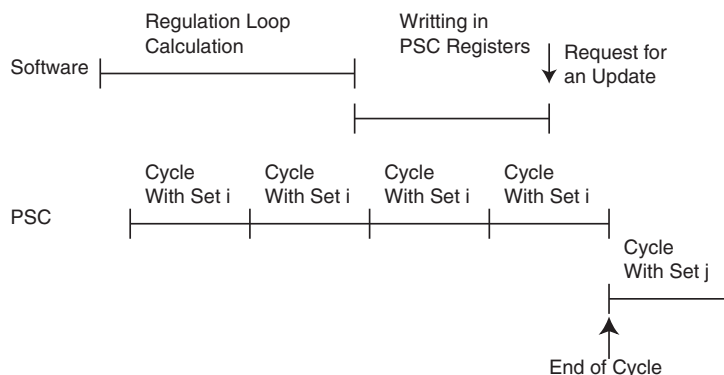 Regulation Loop
Calculation
Writting in
PSC Registers
Request for
an Update
Software
Cycle
With Set i
Cycle
With Set i
Cycle
With Set i
Cycle
With Set i
PSC
Cycle
With Set j
End of Cycle